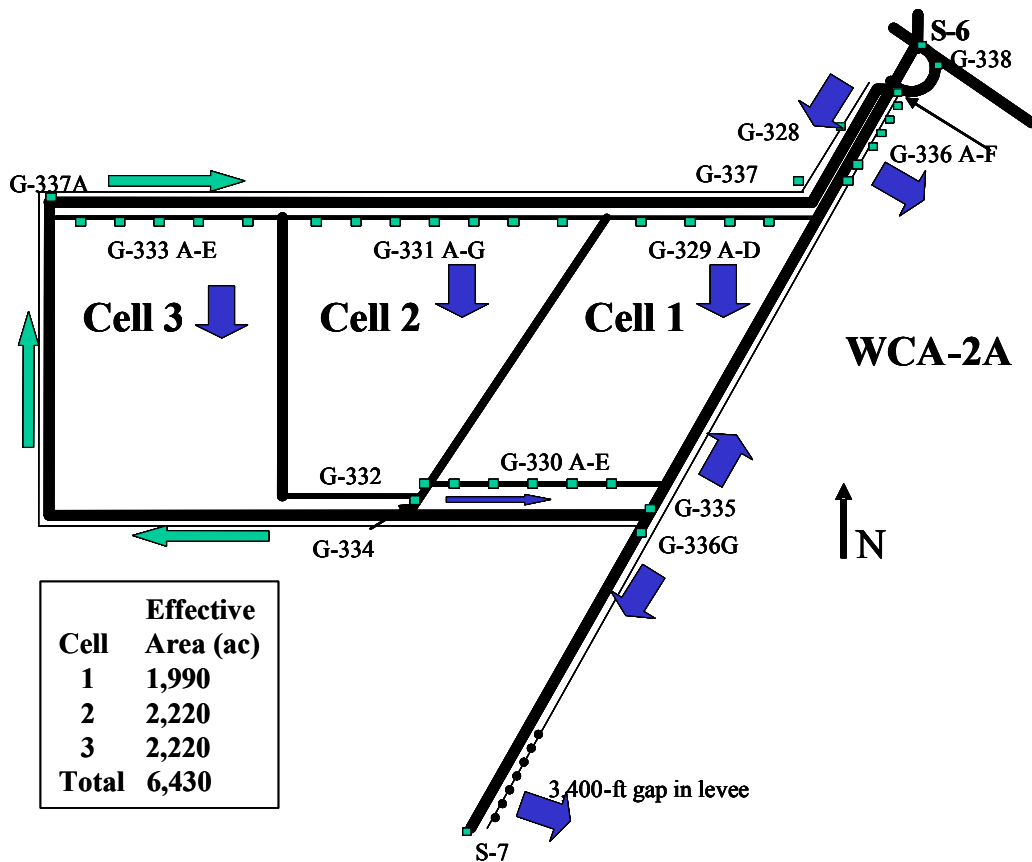 S-6
G-338
G-328
G-336 A-F
G-337
G-337A
G-333 A-E
G-331 A-G
G-329 A-D
Cell 3
Cell 2
Cell 1
WCA-2A
G-332
G-330 A-E
G-335
G-334
G-336G
N
Effective
Cell Area (ac)
1 1,990
2 2,220
3 2,220
Total 6,430
3,400-ft gap in levee
S-7